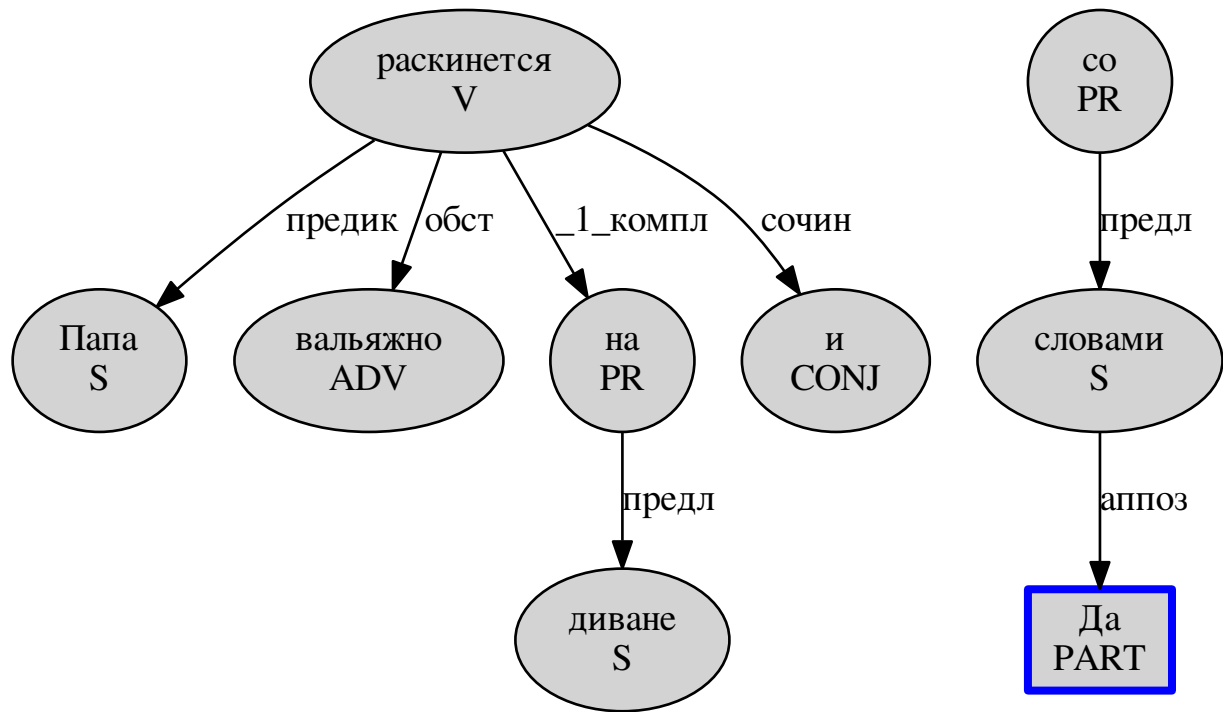 раскинется
V
со
PR
предик
обст
_1_компл
сочин
предл
Папа
S
вальяжно
ADV
на
PR
и
CONJ
словами
S
предл
аппоз
диване
S
Да
PART